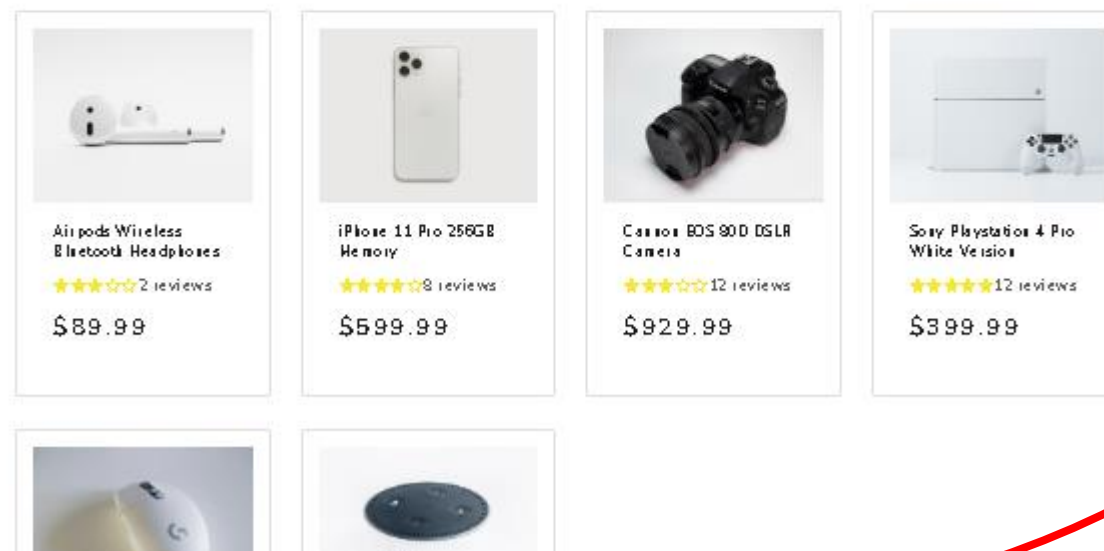 Airpods Wireless
Bluetooth Headphones
2 reviews
$89.99
iPhone 11 Pro 256GB
Memory
8 reviews
$599.99
Cannon EOS 80D DSLR
Camera
12 reviews
$929.99
Sony Playstation 4 Pro
White Version
12 reviews
$399.99